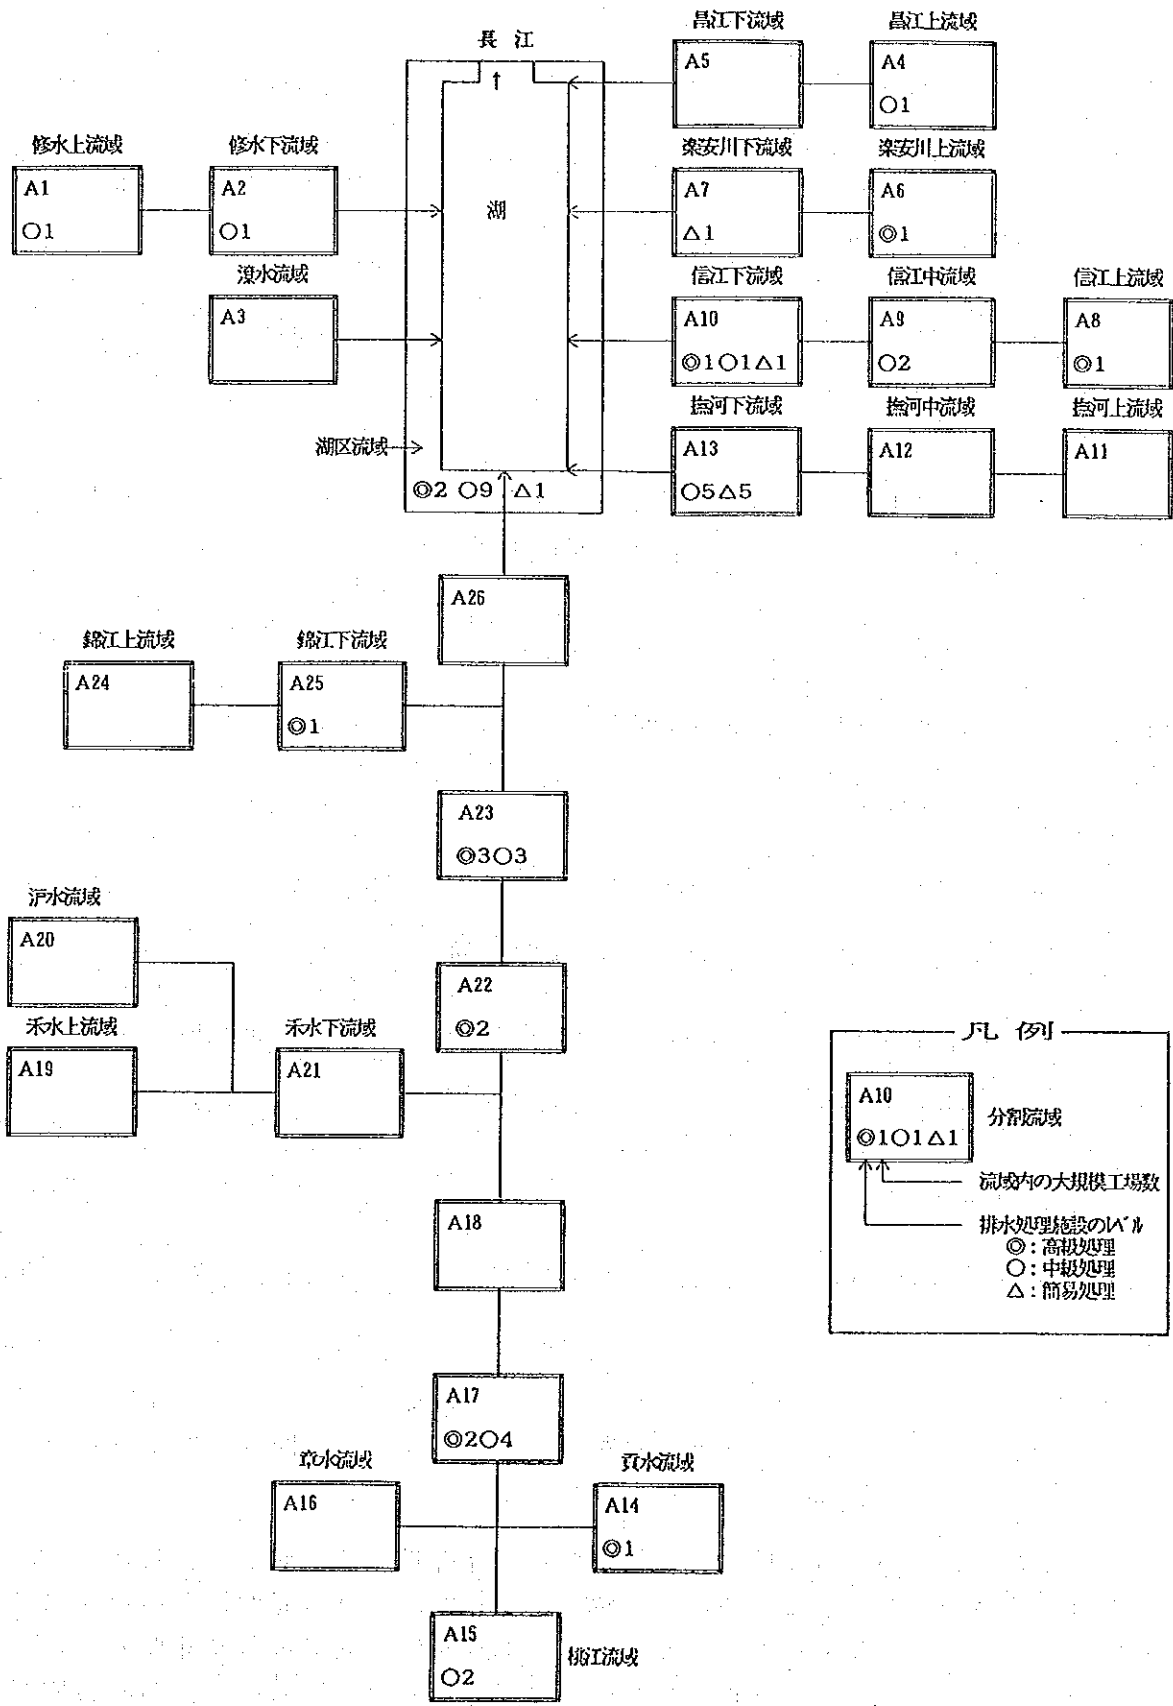 長 江
昌江下流域
昌江上流域
A5
A4
○1
修水上流域
修水下流域
楽安川下流域
楽安川上流域
A1
○1
A2
○1
湖
A7
△1
A6
◎1
潦水流域
信江下流域
信江中流域
信江上流域
A3
A10
◎1○1△1
A9
○2
A8
◎1
撫河下流域
撫河中流域
撫河上流域
湖区流域
A13
○5△5
A12
A11
◎2 ○9 △1
A26
錦江上流域
錦江下流域
A24
A25
◎1
A23
◎3○3
沪水流域
A20
A22
◎2
禾水上流域
禾水下流域
A19
A21
凡 例
A10
◎1○1△1
分割流域
流域内の大規模工場数
排水処理施設のレベル
◎:高級処理
○:中級処理
△:簡易処理
A18
A17
◎2○4
章水流域
貢水流域
A16
A14
◎1
A15
○2
桃江流域